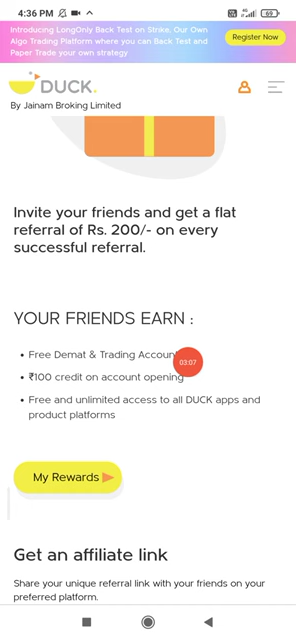 4:36 PM
69
Introducing LongOnly Back Test on Strike, Our Own
Algo Trading Platform where you can Back Test and
Paper Trade your own strategy
Register Now
DUCK.
By Jainam Broking Limited
Invite your friends and get a flat
referral of Rs. 200/- on every
successful referral.
YOUR FRIENDS EARN :
• Free Demat & Trading Account
03:07
• ₹100 credit on account opening
• Free and unlimited access to all DUCK apps and
product platforms
My Rewards
Get an affiliate link
Share your unique referral link with your friends on your
preferred platform.